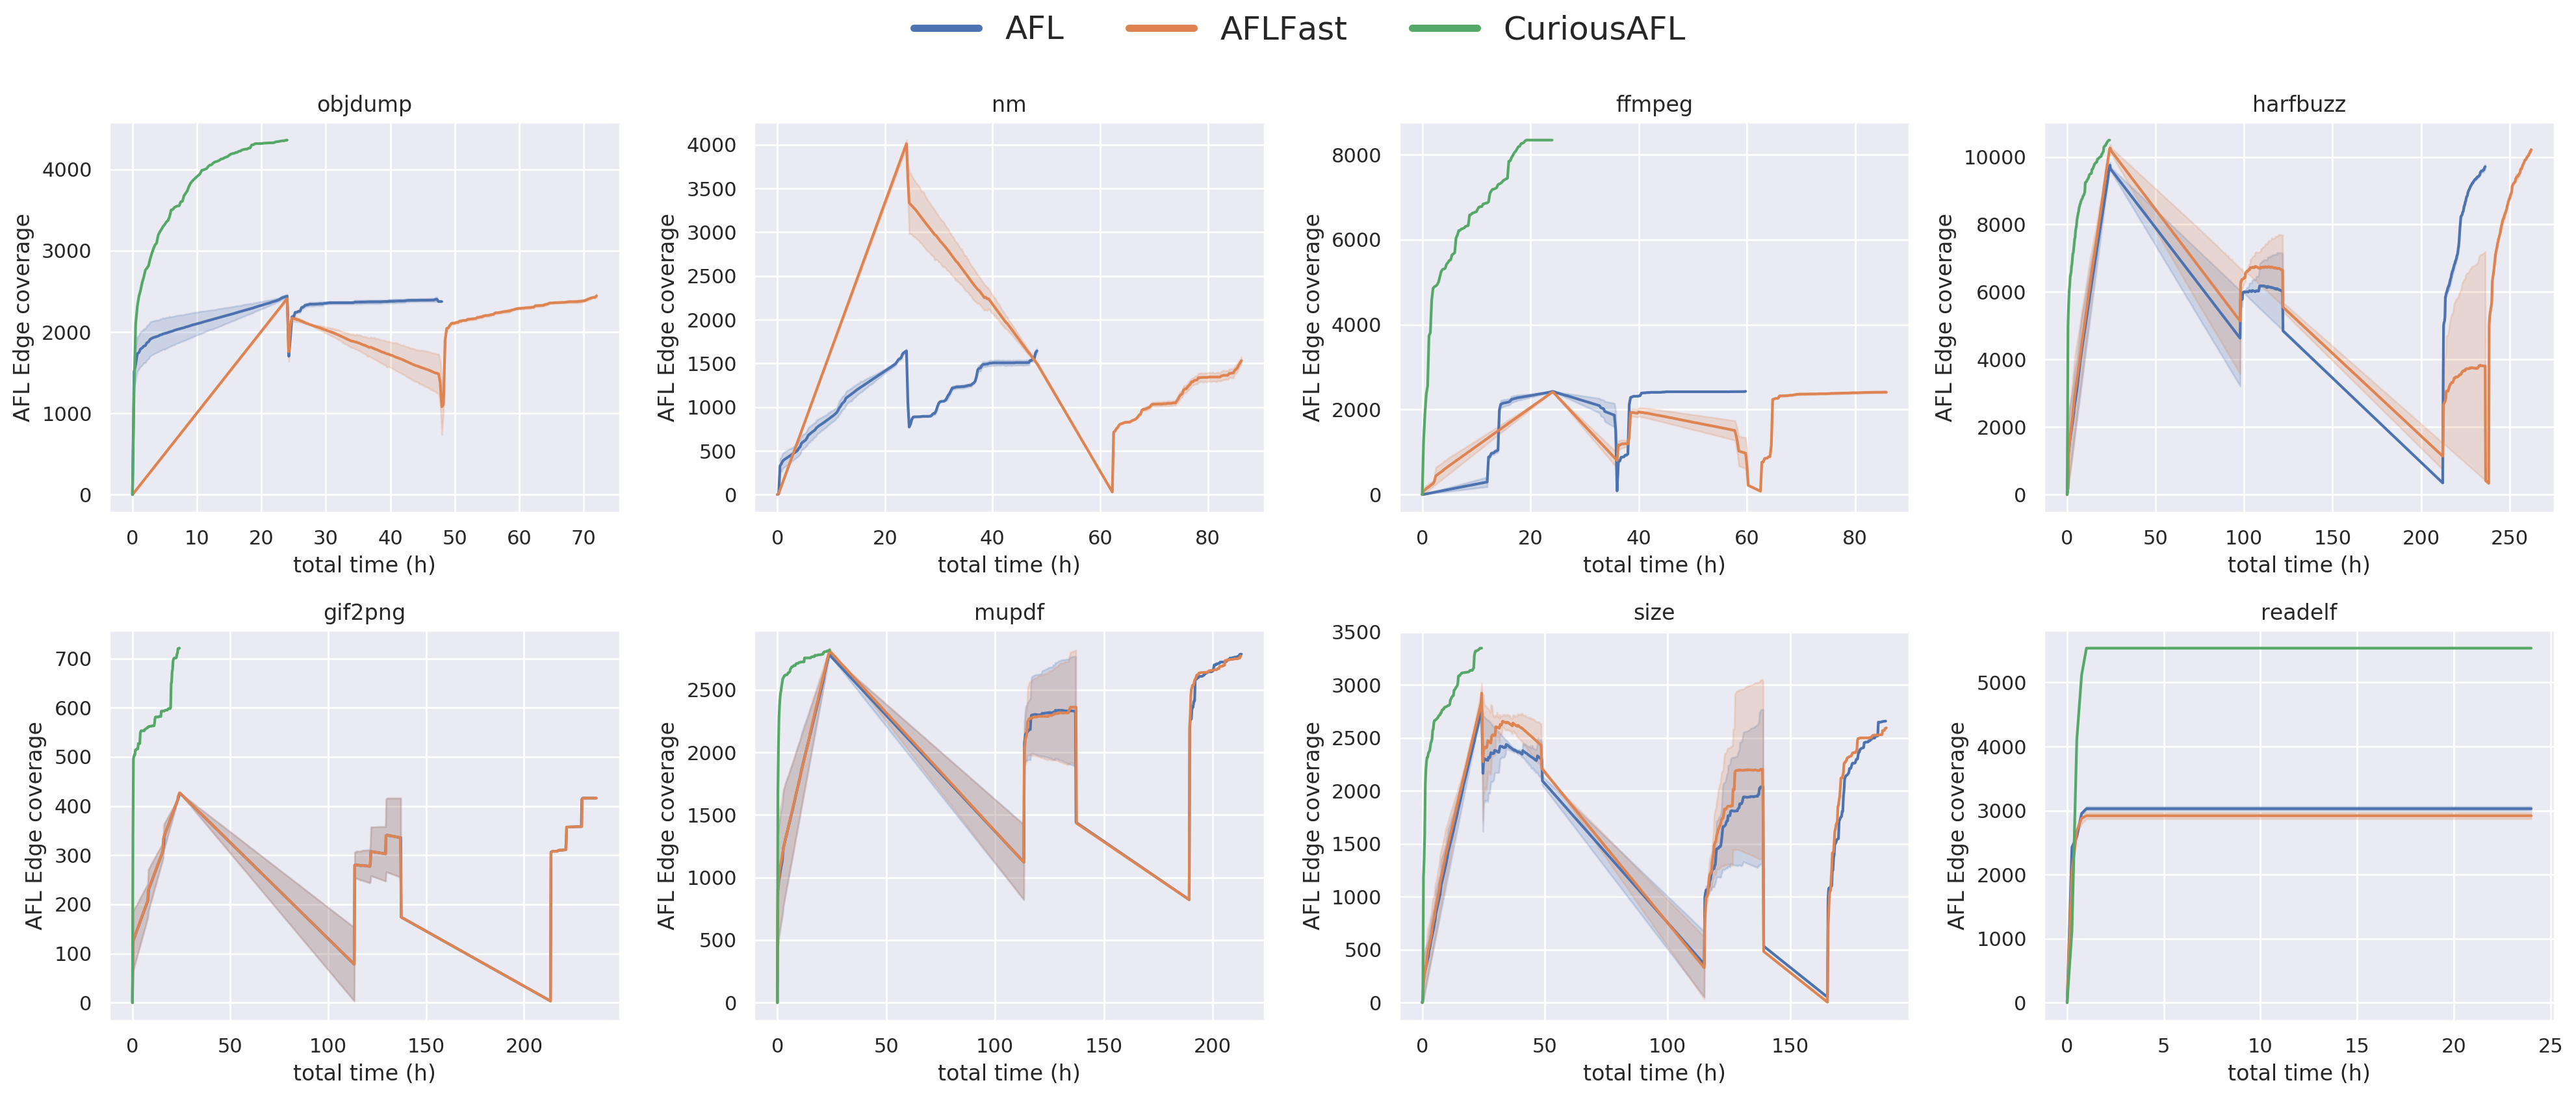 AFL AFLFast CuriousAFL
objdump
AFL Edge coverage
4000
3000
2000
1000
0
0 10 20 30 40 50 60 70
total time (h)
nm
AFL Edge coverage
4000
3500
3000
2500
2000
1500
1000
500
0
0 20 40 60 80
total time (h)
ffmpeg
AFL Edge coverage
8000
6000
4000
2000
0
0 20 40 60 80
total time (h)
harfbuzz
AFL Edge coverage
10000
8000
6000
4000
2000
0
0 50 100 150 200 250
total time (h)
gif2png
AFL Edge coverage
700
600
500
400
300
200
100
0
0 50 100 150 200
total time (h)
mupdf
AFL Edge coverage
2500
2000
1500
1000
500
0
0 50 100 150 200
total time (h)
size
AFL Edge coverage
3500
3000
2500
2000
1500
1000
500
0
0 50 100 150
total time (h)
readelf
AFL Edge coverage
5000
4000
3000
2000
1000
0
0 5 10 15 20 25
total time (h)